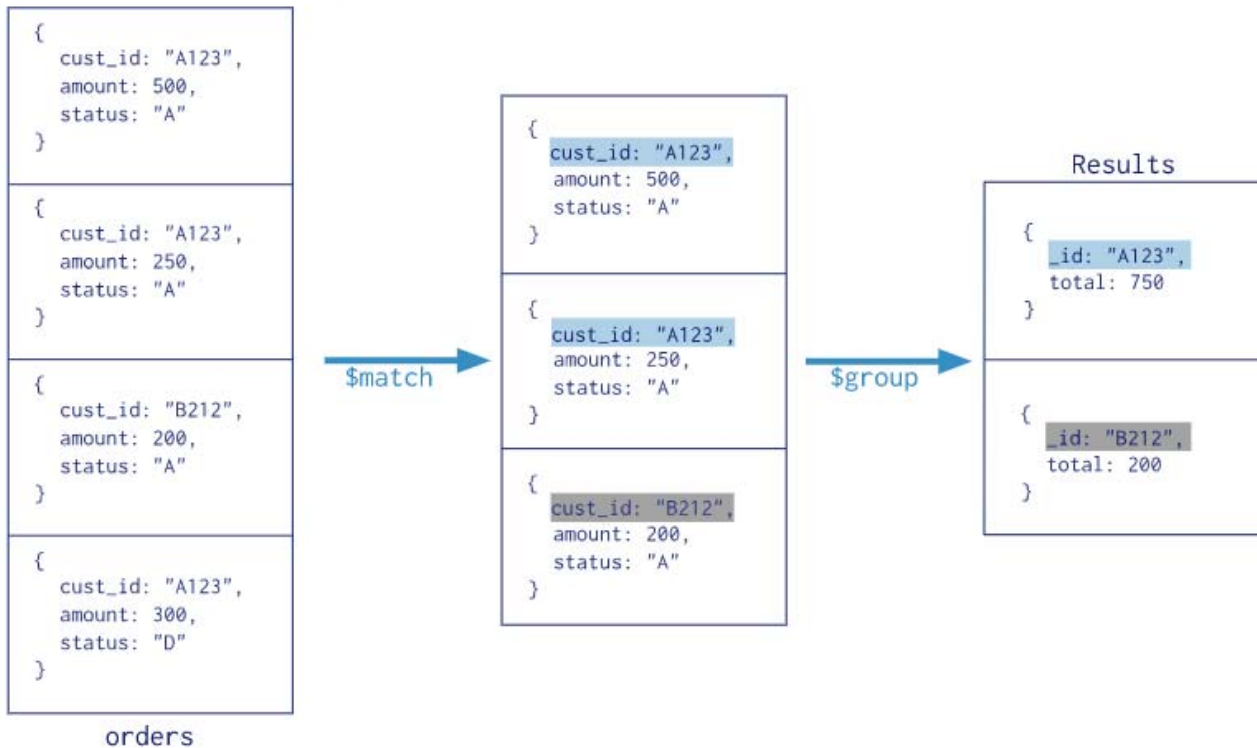 {
cust_id: "A123",
amount: 500,
status: "A"
}
{
cust_id: "A123",
amount: 250,
status: "A"
}
{
cust_id: "B212",
amount: 200,
status: "A"
}
{
cust_id: "A123",
amount: 300,
status: "D"
}
orders
$match
{
cust_id: "A123",
amount: 500,
status: "A"
}
{
cust_id: "A123",
amount: 250,
status: "A"
}
{
cust_id: "B212",
amount: 200,
status: "A"
}
$group
Results
{
_id: "A123",
total: 750
}
{
_id: "B212",
total: 200
}